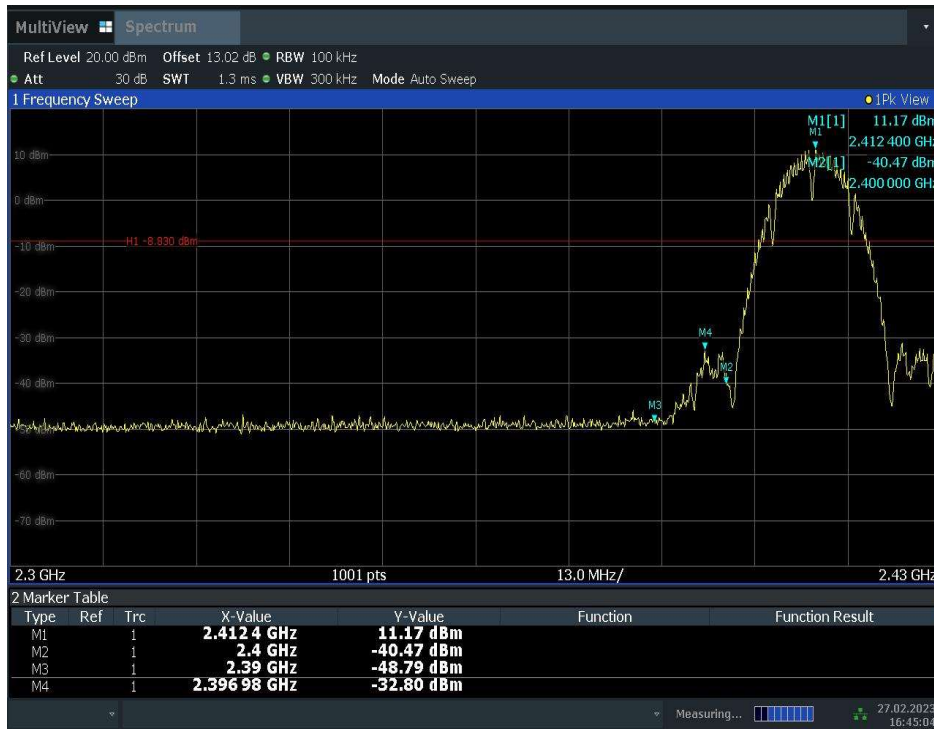 MultiView Spectrum
Ref Level 20.00 dBm Offset 13.02 dB RBW 100 kHz
Att 30 dB SWT 1.3 ms VBW 300 kHz Mode Auto Sweep
1 Frequency Sweep 1Pk View
M1[1] 11.17 dBm
M1
2.412 400 GHz
10 dBm
M2[1] -40.47 dBm
2.400 000 GHz
0 dBm
H1 -8.830 dBm
-10 dBm
-20 dBm
-30 dBm
M4
M2
-40 dBm
M3
-60 dBm
-70 dBm
2.3 GHz 1001 pts 13.0 MHz/ 2.43 GHz
2 Marker Table
Type Ref Trc X-Value Y-Value Function Function Result
M1 1 2.412 4 GHz 11.17 dBm
M2 1 2.4 GHz -40.47 dBm
M3 1 2.39 GHz -48.79 dBm
M4 1 2.396 98 GHz -32.80 dBm
Measuring... 27.02.2023
16:45:04